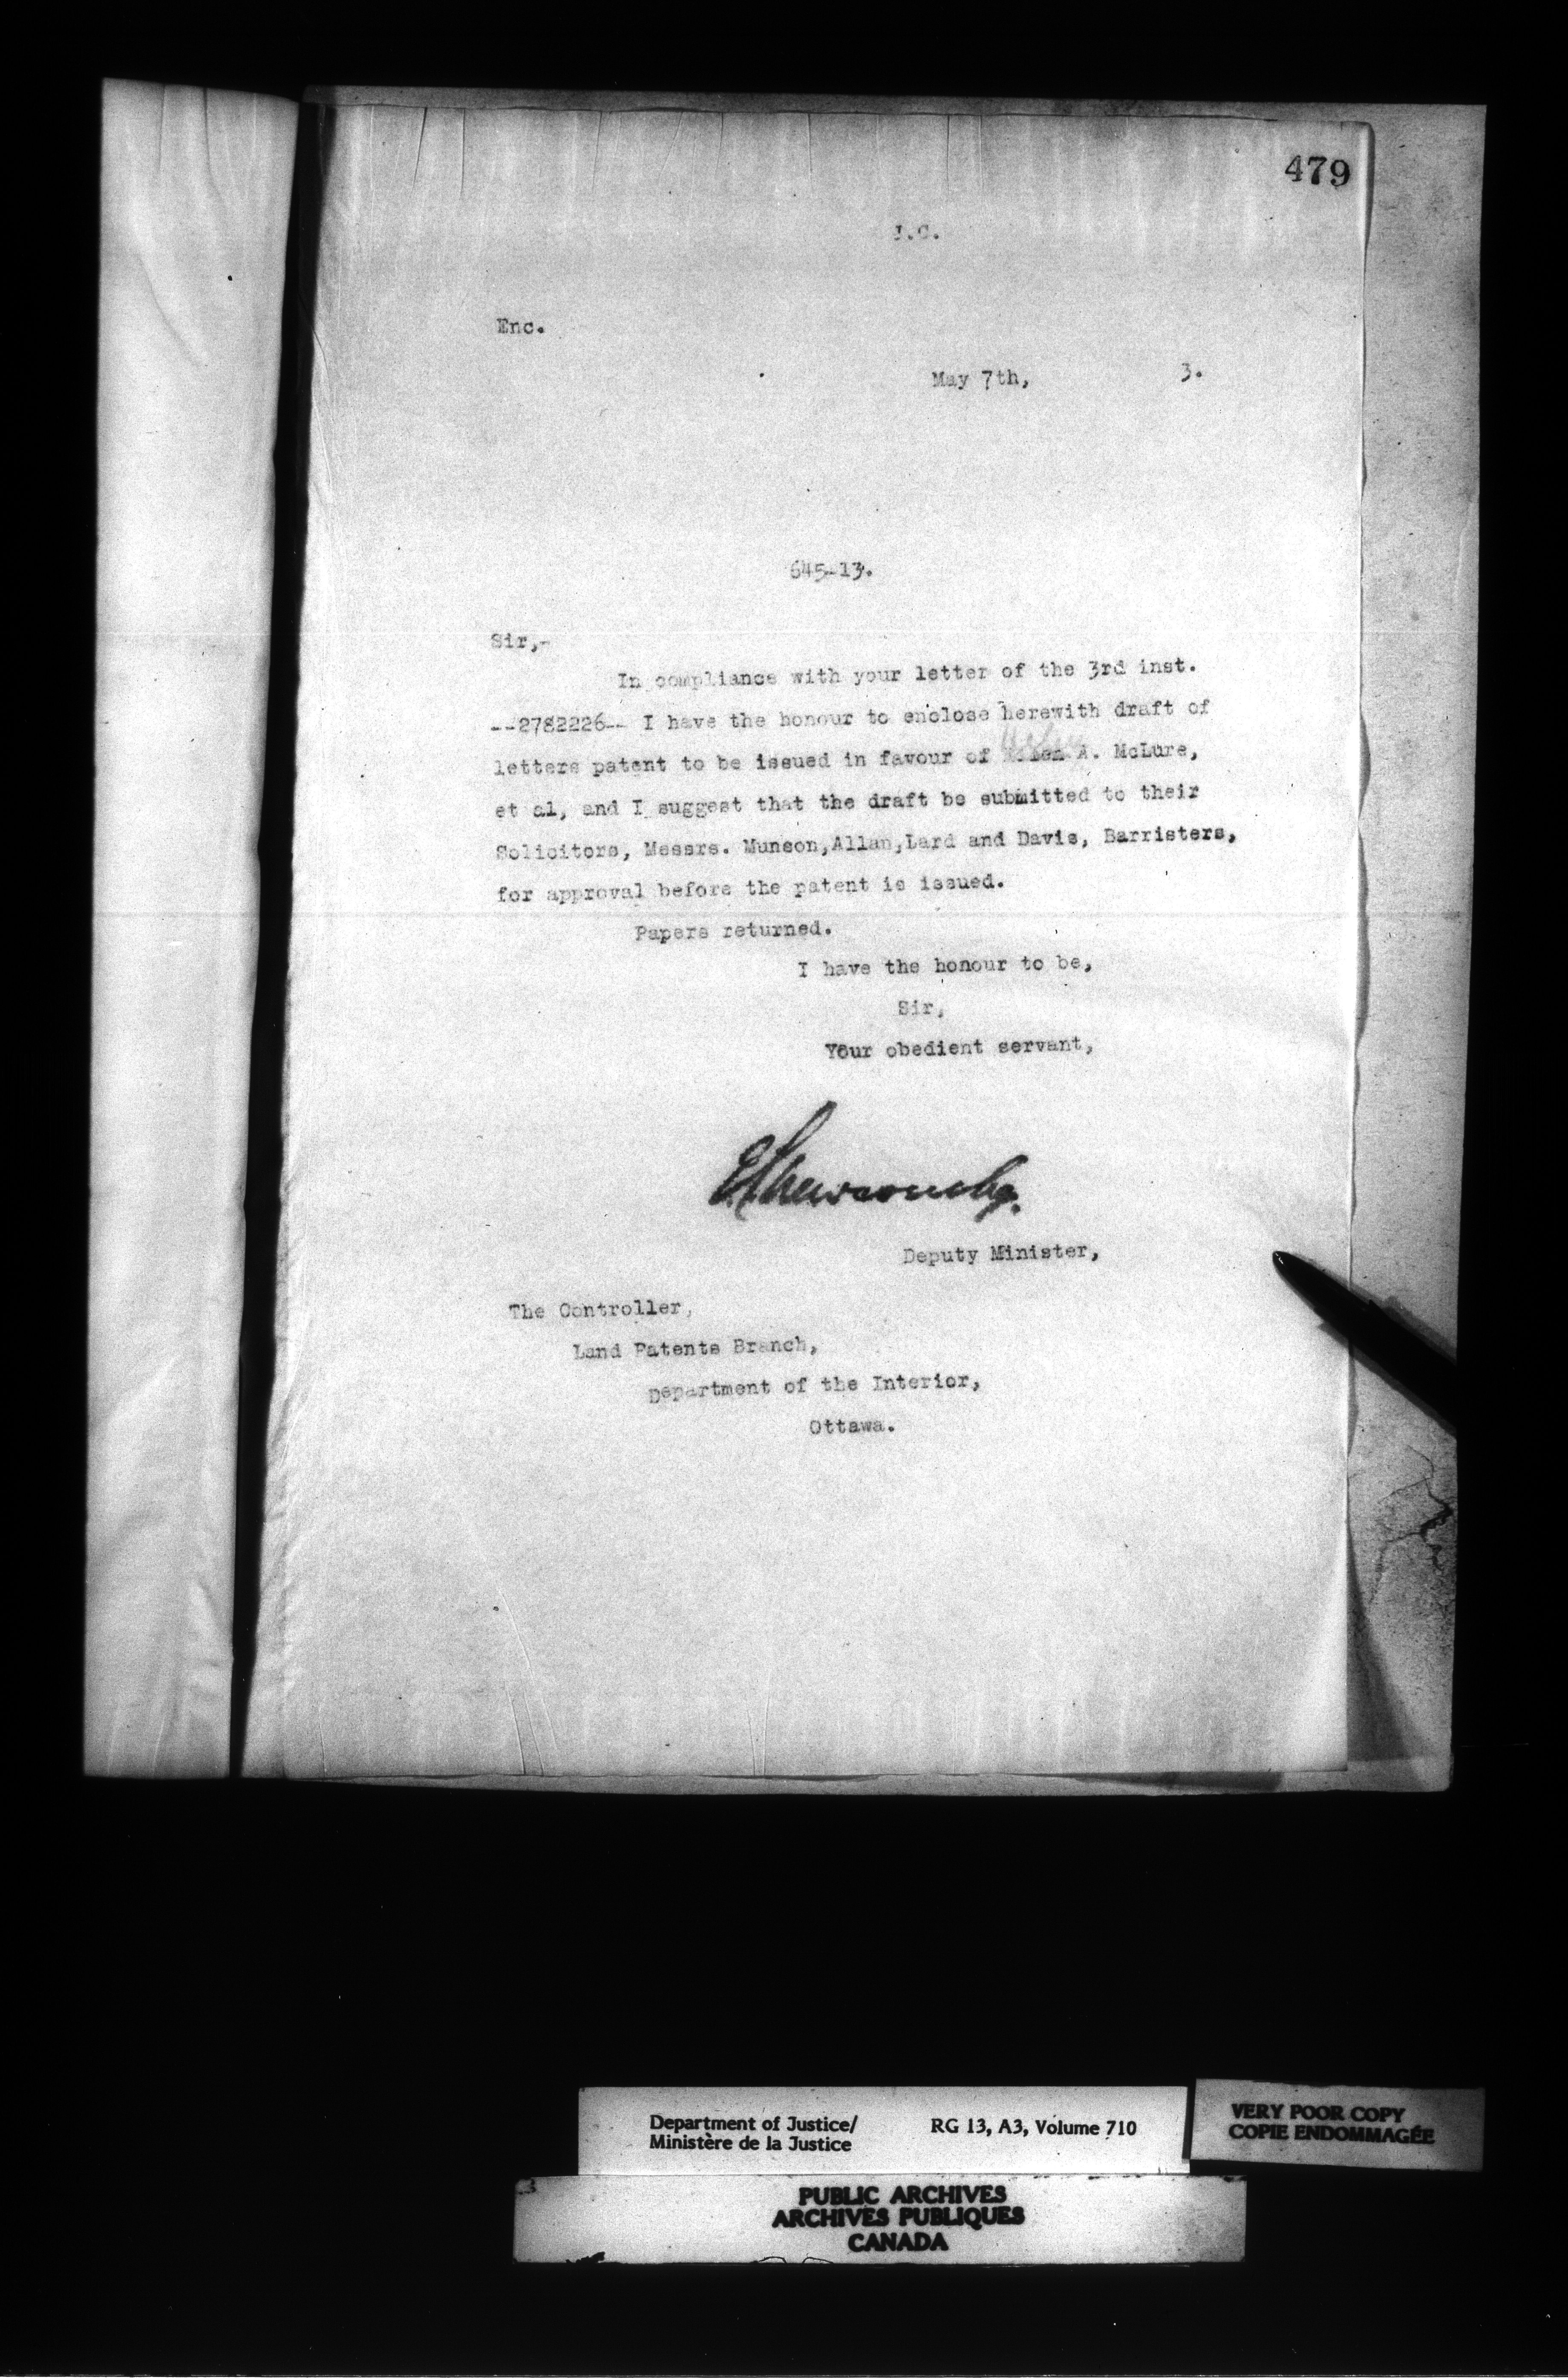 479
I.C.
Enc.
May 7th, 3.
645-13.
Sir,-
In compliance with your letter of the 3rd inst.
--2782226-- I have the honour to enclose herewith draft of
letters patent to be issued in favour of A. McLure,
et al, and I suggest that the draft be submitted to their
Solicitors, Messrs. Munson,Allan,Lard and Davis, Barristers,
for approval before the patent is issued.
Papers returned.
I have the honour to be,
Sir,
Your obedient servant,
E.L. Newcombe.
Deputy Minister,
The Controller,
Land Patents Branch,
Department of the Interior,
Ottawa.
Department of Justice/
Ministère de la Justice
RG 13, A3, Volume 710
VERY POOR COPY
COPIE ENDOMMAGÉE
PUBLIC ARCHIVES
ARCHIVES PUBLIQUES
CANADA